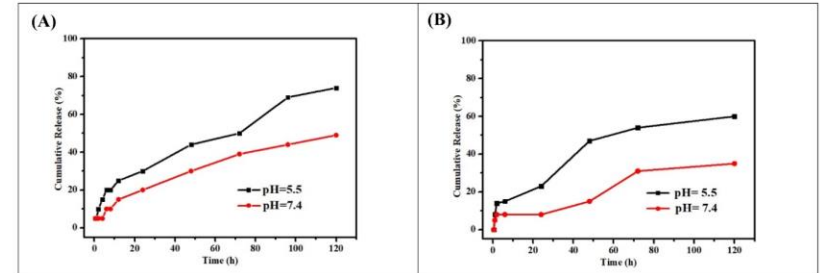 (A)
100
80
60
40
20
0
Cumulative Release (%)
pH=5.5
pH=7.4
0 20 40 60 80 100 120
Time (h)
(B)
100
80
60
40
20
0
Cumulative Release (%)
pH= 5.5
pH= 7.4
0 20 40 60 80 100 120
Time (h)